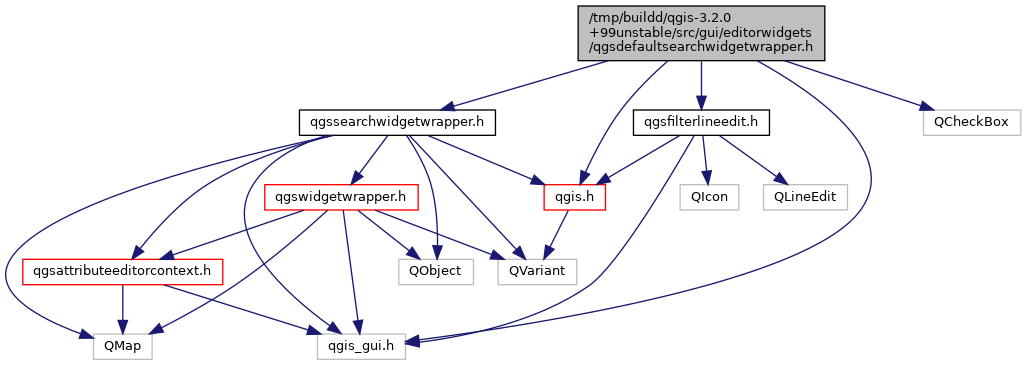 /tmp/buildd/qgis-3.2.0
+99unstable/src/gui/editorwidgets
/qgsdefaultsearchwidgetwrapper.h
qgssearchwidgetwrapper.h
qgsfilterlineedit.h
QCheckBox
qgswidgetwrapper.h
qgis.h
QIcon
QLineEdit
qgsattributeeditorcontext.h
QObject
QVariant
QMap
qgis_gui.h